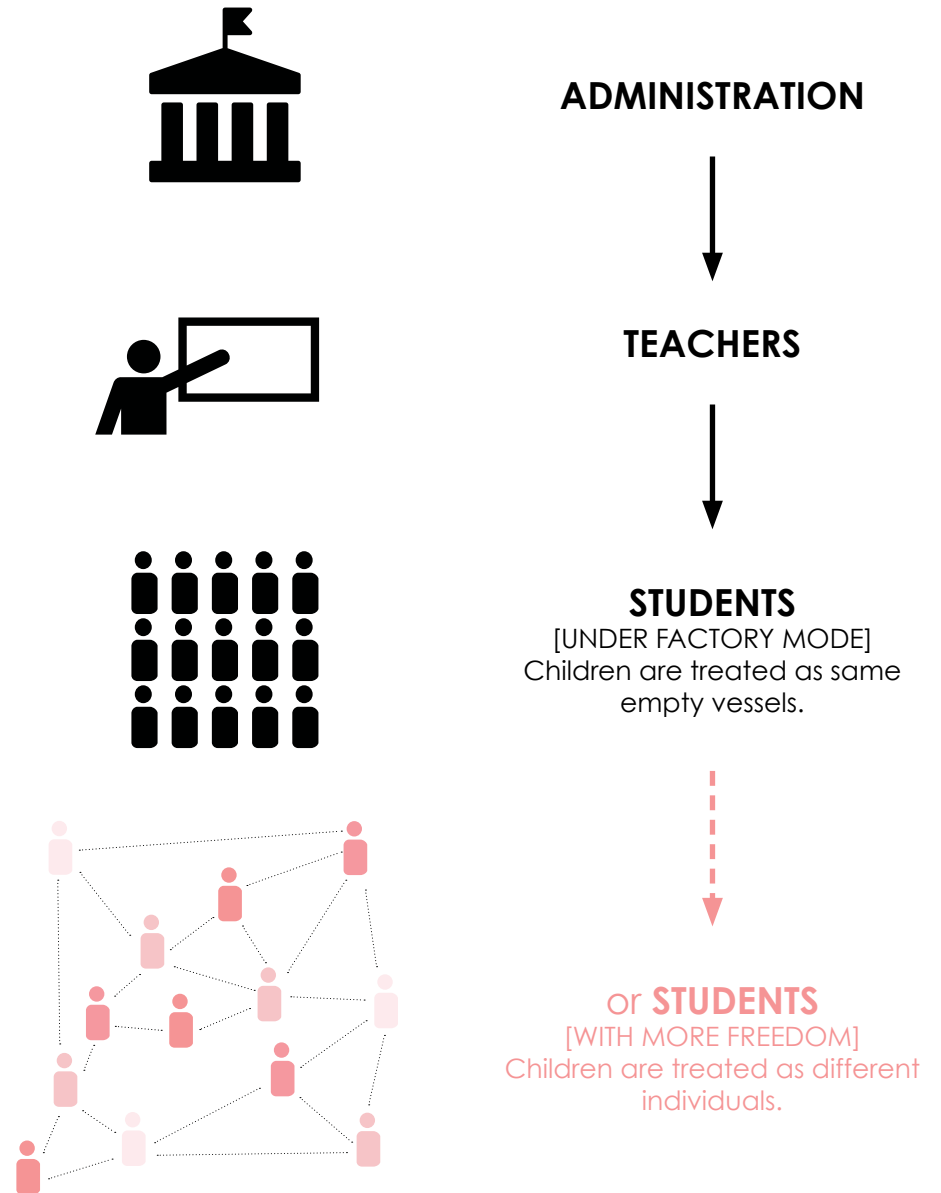 ADMINISTRATION
TEACHERS
STUDENTS
[UNDER FACTORY MODE]
Children are treated as same
empty vessels.
or STUDENTS
[WITH MORE FREEDOM]
Children are treated as different
individuals.